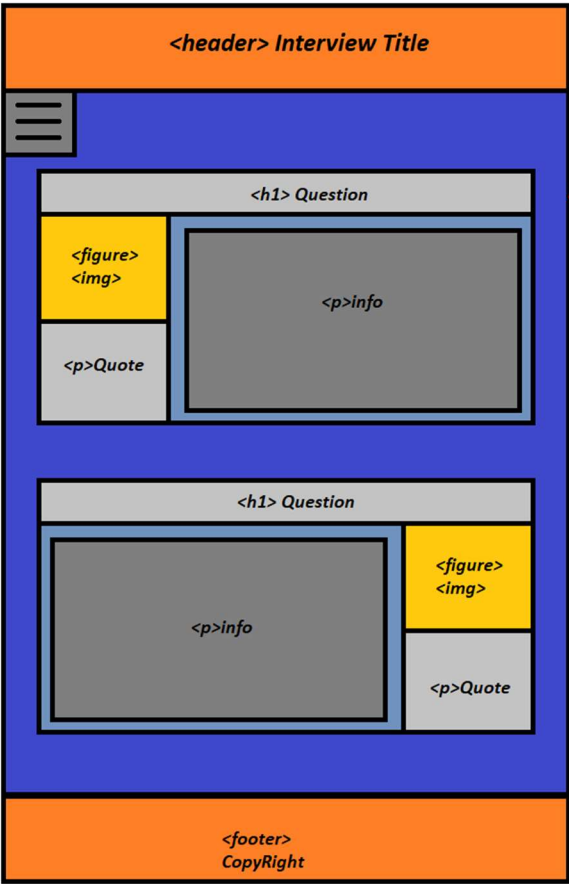 <header> Interview Title
<h1> Question
<figure>
<img>
<p>info
<p>Quote
<h1> Question
<p>info
<figure>
<img>
<p>Quote
<footer>
CopyRight